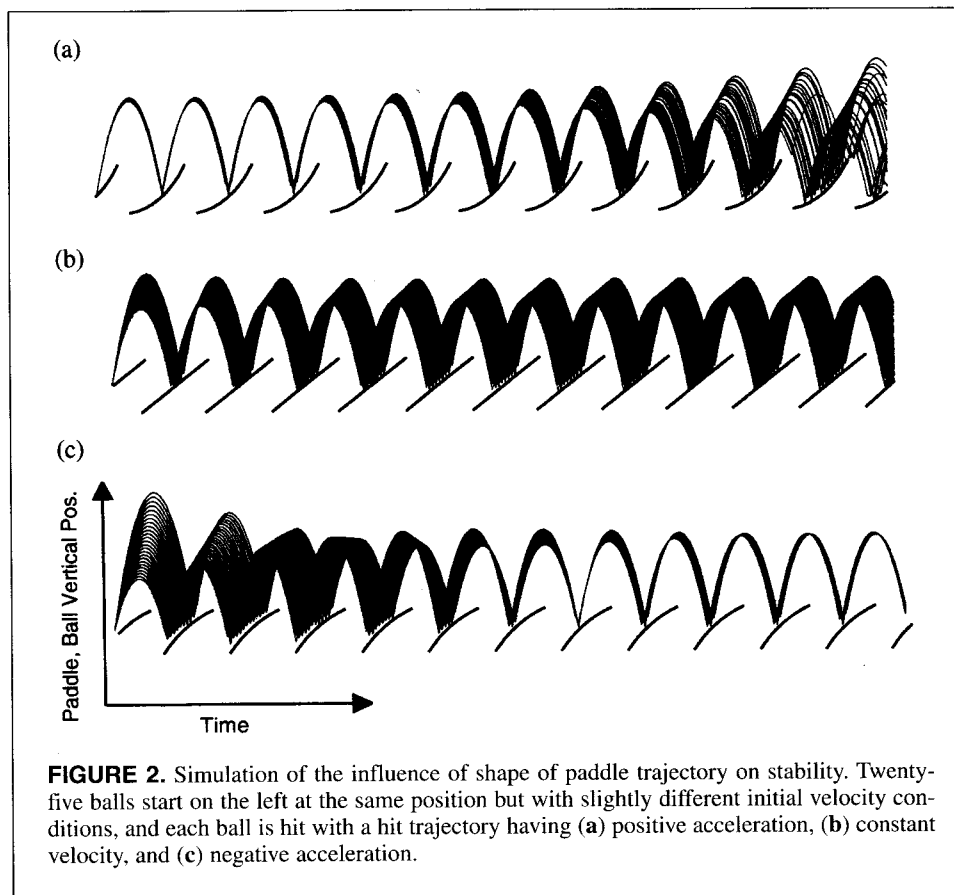 (a)
(b)
(c)
Paddle, Ball Vertical Pos.
Time
FIGURE 2. Simulation of the influence of shape of paddle trajectory on stability. Twenty-
five balls start on the left at the same position but with slightly different initial velocity con-
ditions, and each ball is hit with a hit trajectory having (a) positive acceleration, (b) constant
velocity, and (c) negative acceleration.